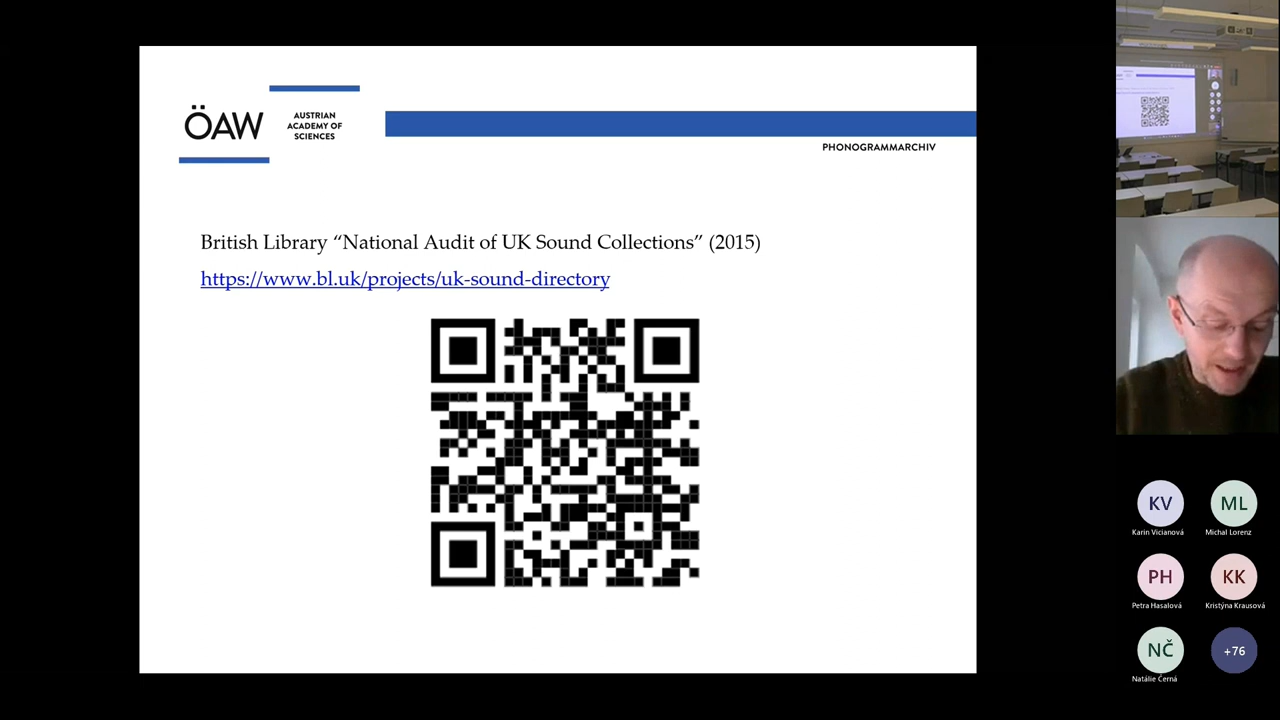 ÖAW
AUSTRIAN
ACADEMY OF
SCIENCES
PHONOGRAMMARCHIV
British Library “National Audit of UK Sound Collections” (2015)
https://www.bl.uk/projects/uk-sound-directory
KV
Karin Vicianová
ML
Michal Lorenz
PH
Petra Hasalová
KK
Kristýna Krausová
NČ
Natálie Černá
+76